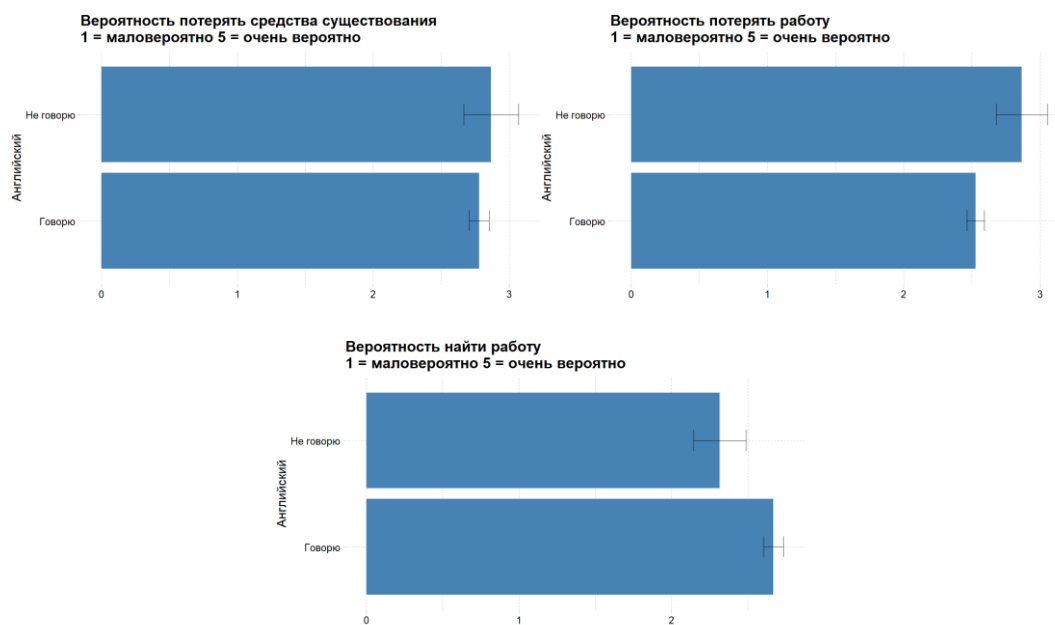 Вероятность потерять средства существования
1 = маловероятно 5 = очень вероятно
Английский
Не говорю
Говорю
0 1 2 3
Вероятность потерять работу
1 = маловероятно 5 = очень вероятно
Английский
Не говорю
Говорю
0 1 2 3
Вероятность найти работу
1 = маловероятно 5 = очень вероятно
Английский
Не говорю
Говорю
0 1 2